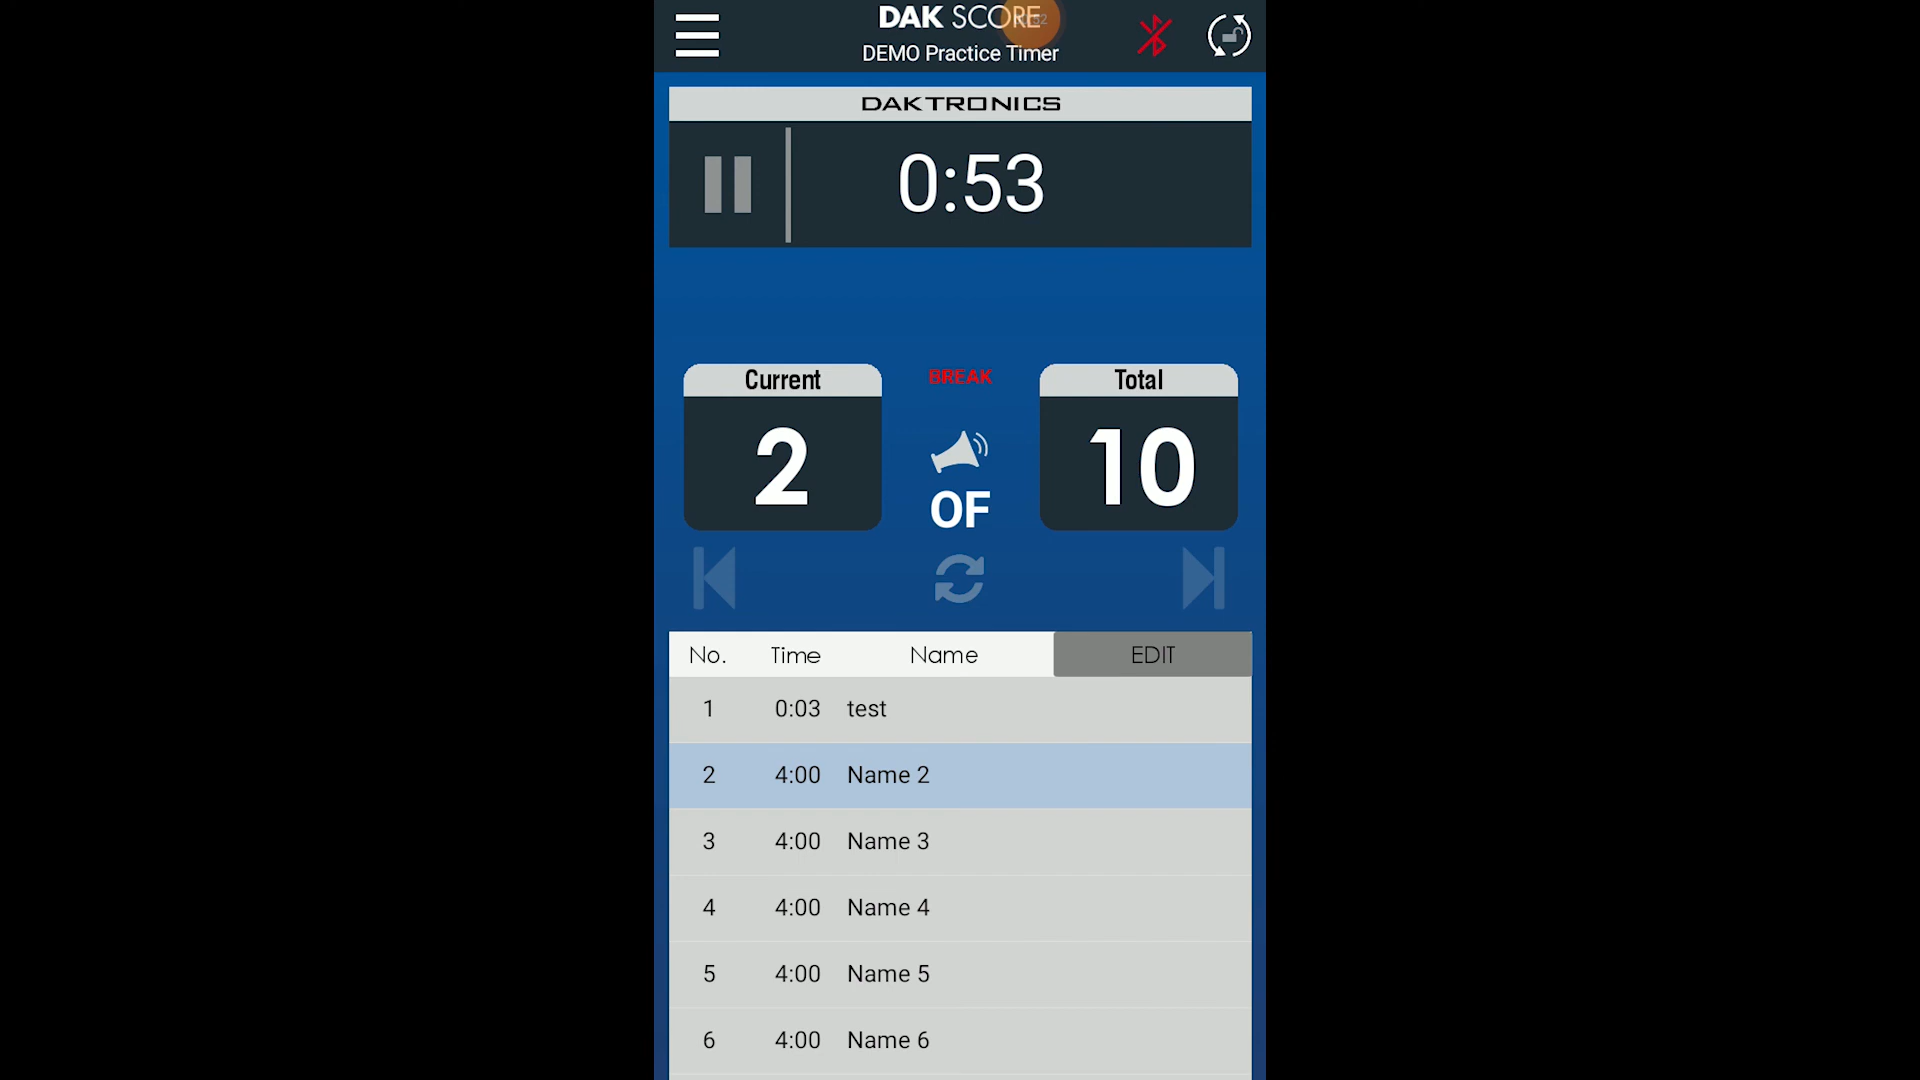 DAK SCORE
DEMO Practice Timer
DAKTRONICS
0:53
Current
BREAK
Total
2
OF
10
No. Time Name EDIT
1 0:03 test
2 4:00 Name 2
3 4:00 Name 3
4 4:00 Name 4
5 4:00 Name 5
6 4:00 Name 6